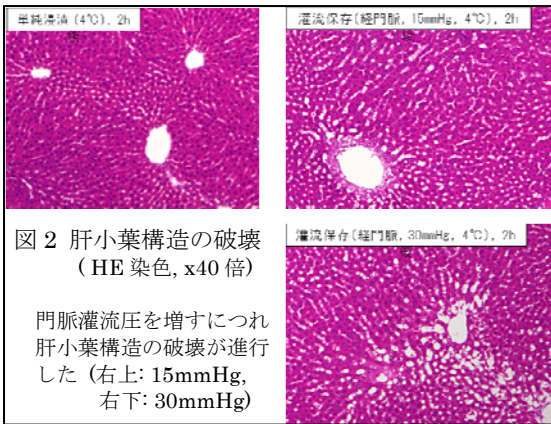 単純浸漬 (4℃), 2h
灌流保存(経門脈, 15mmHg, 4℃), 2h
図 2 肝小葉構造の破壊
( HE 染色, x40 倍)
門脈灌流圧を増すにつれ
肝小葉構造の破壊が進行
した (右上: 15mmHg,
右下: 30mmHg)
灌流保存(経門脈, 30mmHg, 4℃), 2h